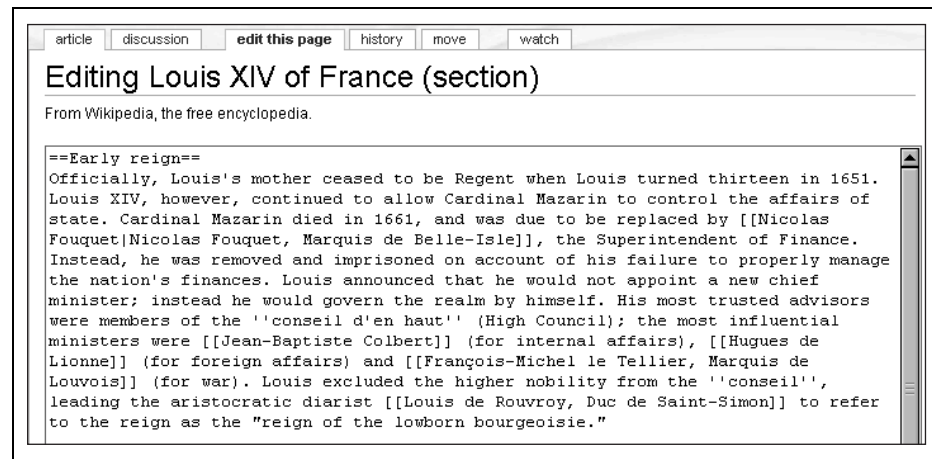 article discussion edit this page history move watch
Editing Louis XIV of France (section)
From Wikipedia, the free encyclopedia.
==Early reign==
Officially, Louis's mother ceased to be Regent when Louis turned thirteen in 1651.
Louis XIV, however, continued to allow Cardinal Mazarin to control the affairs of
state. Cardinal Mazarin died in 1661, and was due to be replaced by [[Nicolas
Fouquet|Nicolas Fouquet, Marquis de Belle-Isle]], the Superintendent of Finance.
Instead, he was removed and imprisoned on account of his failure to properly manage
the nation's finances. Louis announced that he would not appoint a new chief
minister; instead he would govern the realm by himself. His most trusted advisors
were members of the ''conseil d'en haut'' (High Council); the most influential
ministers were [[Jean-Baptiste Colbert]] (for internal affairs), [[Hugues de
Lionne]] (for foreign affairs) and [[François-Michel le Tellier, Marquis de
Louvois]] (for war). Louis excluded the higher nobility from the ''conseil'',
leading the aristocratic diarist [[Louis de Rouvroy, Duc de Saint-Simon]] to refer
to the reign as the "reign of the lowborn bourgeoisie."